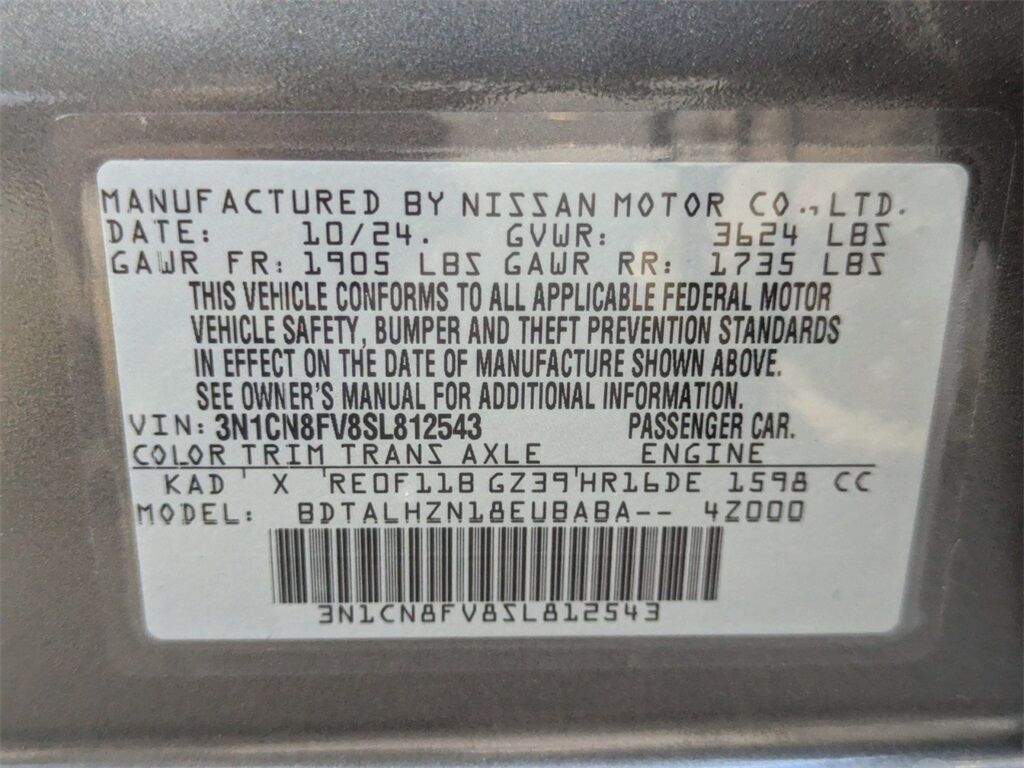 MANUFACTURED BY NISSAN MOTOR CO., LTD.
DATE: 10/24. GVWR: 3624 LBS
GAWR FR: 1905 LBS GAWR RR: 1735 LBS
THIS VEHICLE CONFORMS TO ALL APPLICABLE FEDERAL MOTOR
VEHICLE SAFETY, BUMPER AND THEFT PREVENTION STANDARDS
IN EFFECT ON THE DATE OF MANUFACTURE SHOWN ABOVE.
SEE OWNER'S MANUAL FOR ADDITIONAL INFORMATION.
VIN: 3N1CN8FV8SL812543 PASSENGER CAR.
COLOR TRIM TRANS AXLE ENGINE
KAD X RE0F11B GZ39 HR16DE 1598 CC
MODEL: BDTALHZN18EUBABA-- 4Z000
3N1CN8FV8SL812543